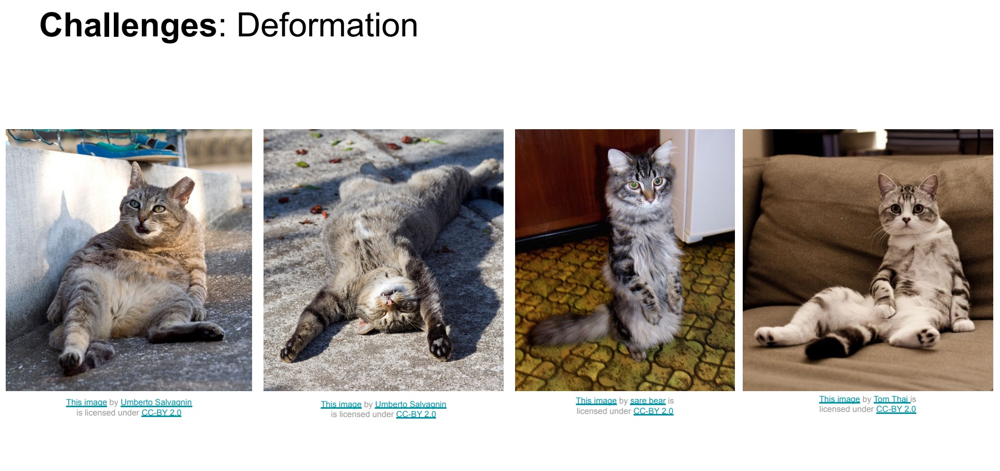 Challenges: Deformation
This image by Umberto Salvagnin
is licensed under CC-BY 2.0
This image by Umberto Salvagnin
is licensed under CC-BY 2.0
This image by sare bear is
licensed under CC-BY 2.0
This image by Tom Thai is
licensed under CC-BY 2.0